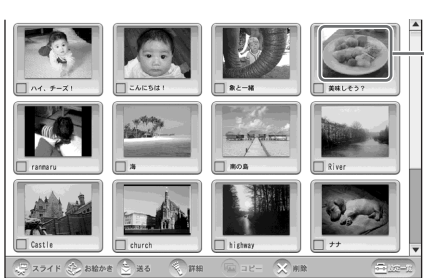 ハイ、チーズ！
こんにちは！
象と一緒
美味しそう？
ranmaru
海
南の島
River
Castle
church
highway
ナナ
スライド
お絵かき
送る
詳細
コピー
削除